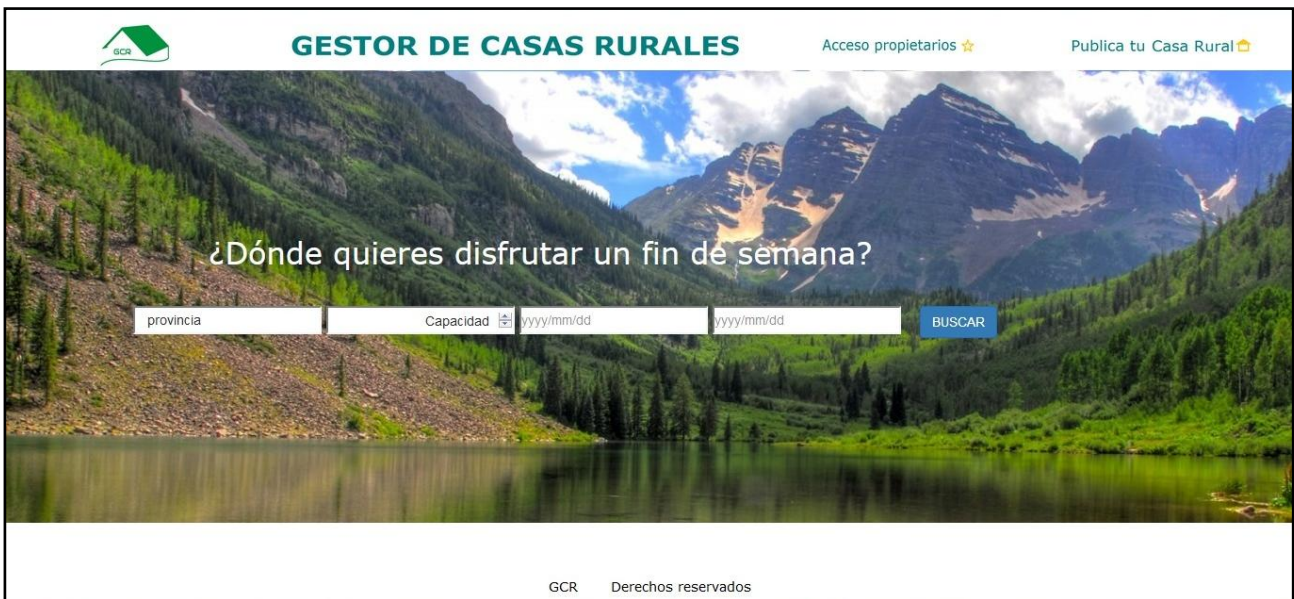 GCR
GESTOR DE CASAS RURALES
Acceso propietarios
Publica tu Casa Rural
¿Dónde quieres disfrutar un fin de semana?
provincia
Capacidad
yyyy/mm/dd
yyyy/mm/dd
BUSCAR
GCR Derechos reservados